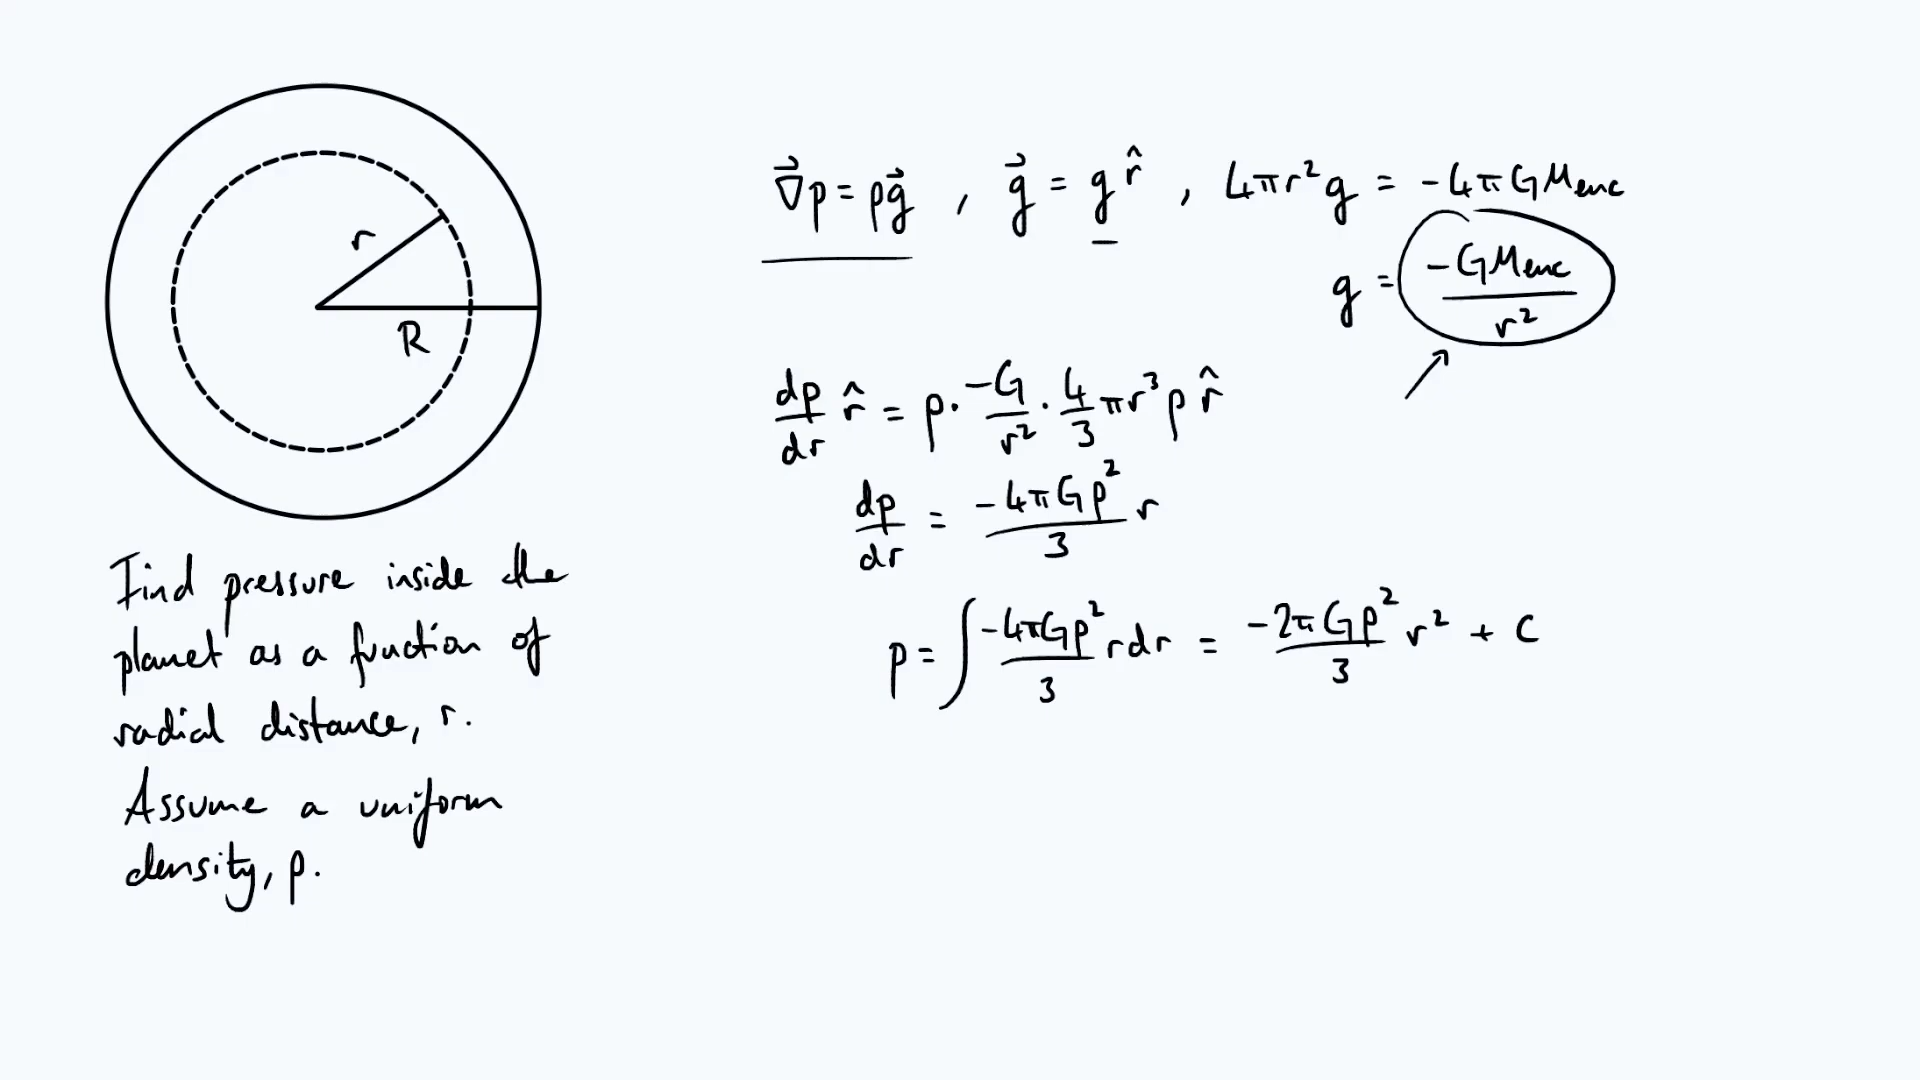 r
R
Find pressure inside the
planet as a function of
radial distance, r.
Assume a uniform
density, ρ.
∇⃗p = ρg⃗ , g⃗ = g r̂ , 4πr²g = -4πGMenc
g = -GMenc / r²
dp/dr r̂ = ρ · -G/r² · 4/3 πr³ρ r̂
dp/dr = -4πGρ²/3 r
p = ∫ -4πGρ²/3 r dr = -2πGρ²/3 r² + C